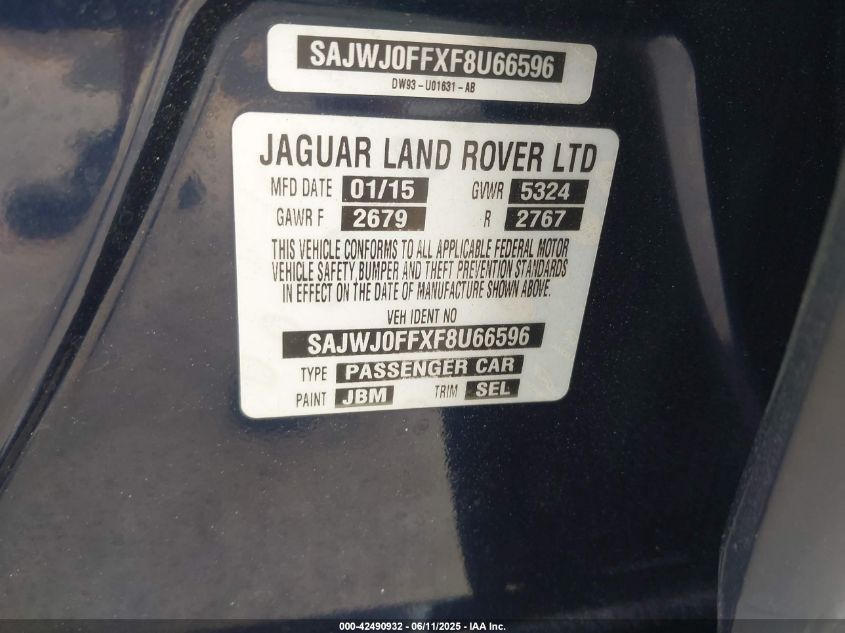 SAJWJ0FFXF8U66596
DW93-U01631-AB
JAGUAR LAND ROVER LTD
MFD DATE 01/15 GVWR 5324
GAWR F 2679 R 2767
THIS VEHICLE CONFORMS TO ALL APPLICABLE FEDERAL MOTOR
VEHICLE SAFETY, BUMPER AND THEFT PREVENTION STANDARDS
IN EFFECT ON THE DATE OF MANUFACTURE SHOWN ABOVE.
VEH IDENT NO
SAJWJ0FFXF8U66596
TYPE PASSENGER CAR
PAINT JBM TRIM SEL
000-42490932 - 06/11/2025 - IAA Inc.